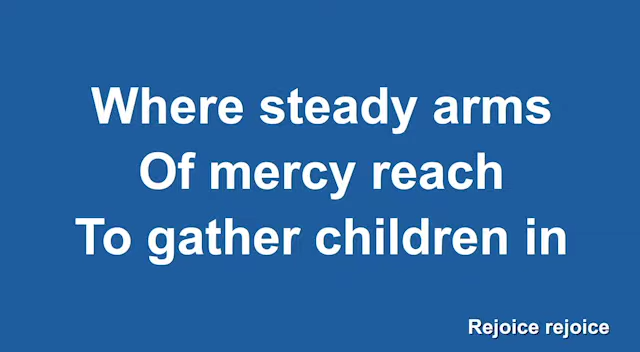 Where steady arms
Of mercy reach
To gather children in
Rejoice rejoice